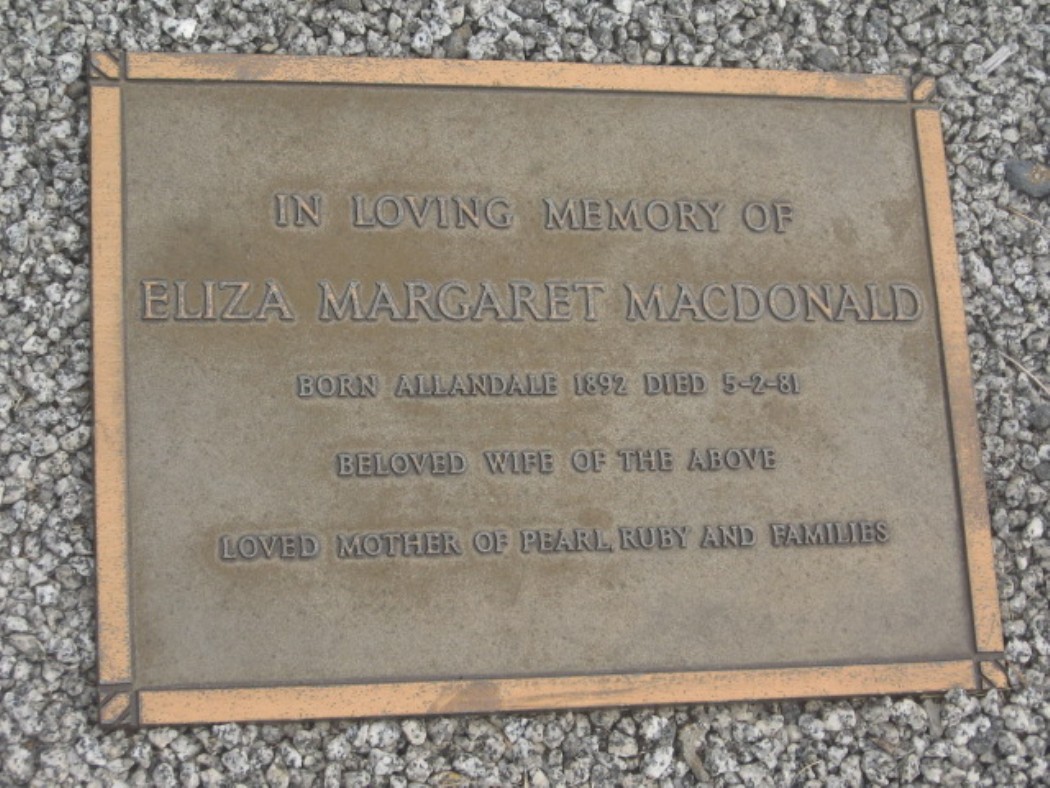 IN LOVING MEMORY OF
ELIZA MARGARET MACDONALD
BORN ALLANDALE 1892 DIED 5-2-81
BELOVED WIFE OF THE ABOVE
LOVED MOTHER OF PEARL, RUBY AND FAMILIES